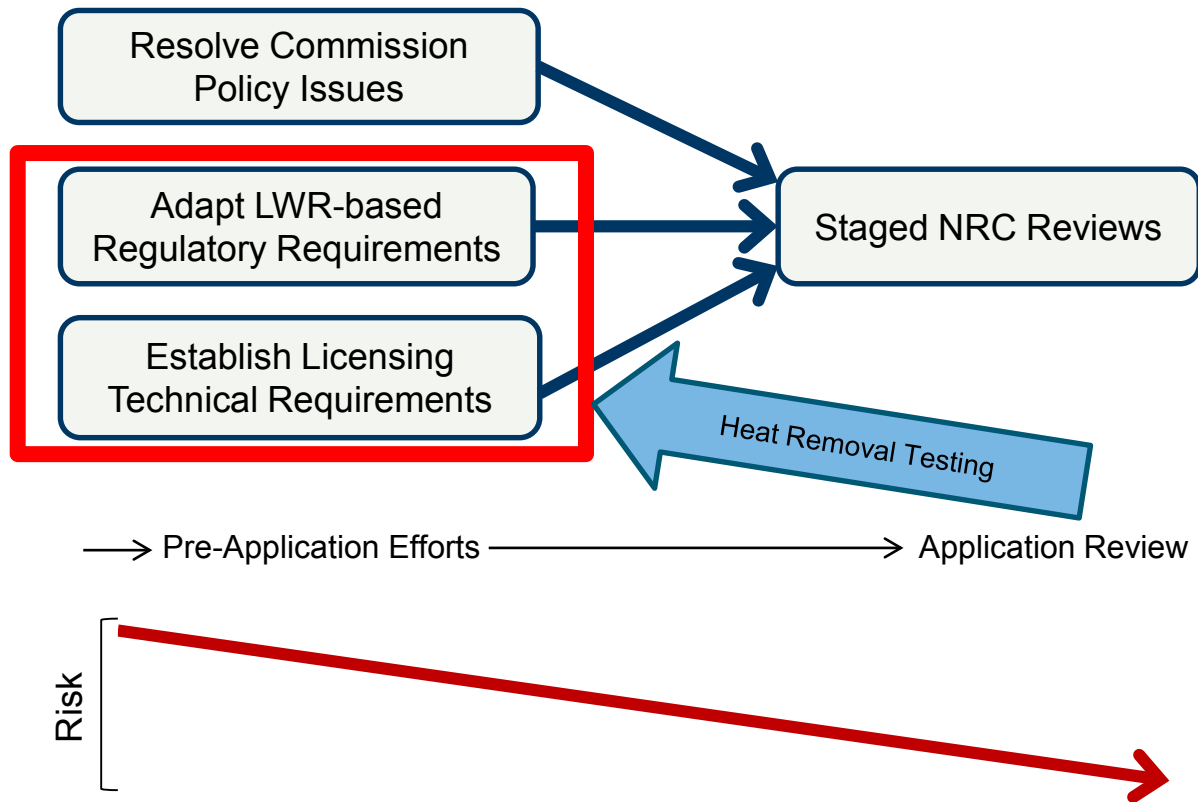 Resolve Commission
Policy Issues
Adapt LWR-based
Regulatory Requirements
Staged NRC Reviews
Establish Licensing
Technical Requirements
Heat Removal Testing
Pre-Application Efforts
Application Review
Risk